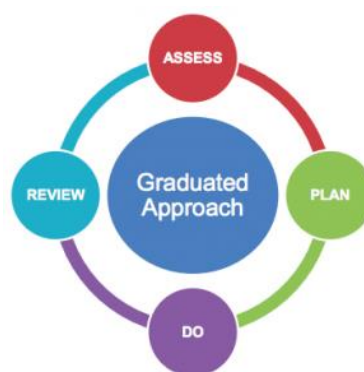 ASSESS
Graduated
Approach
REVIEW
PLAN
DO